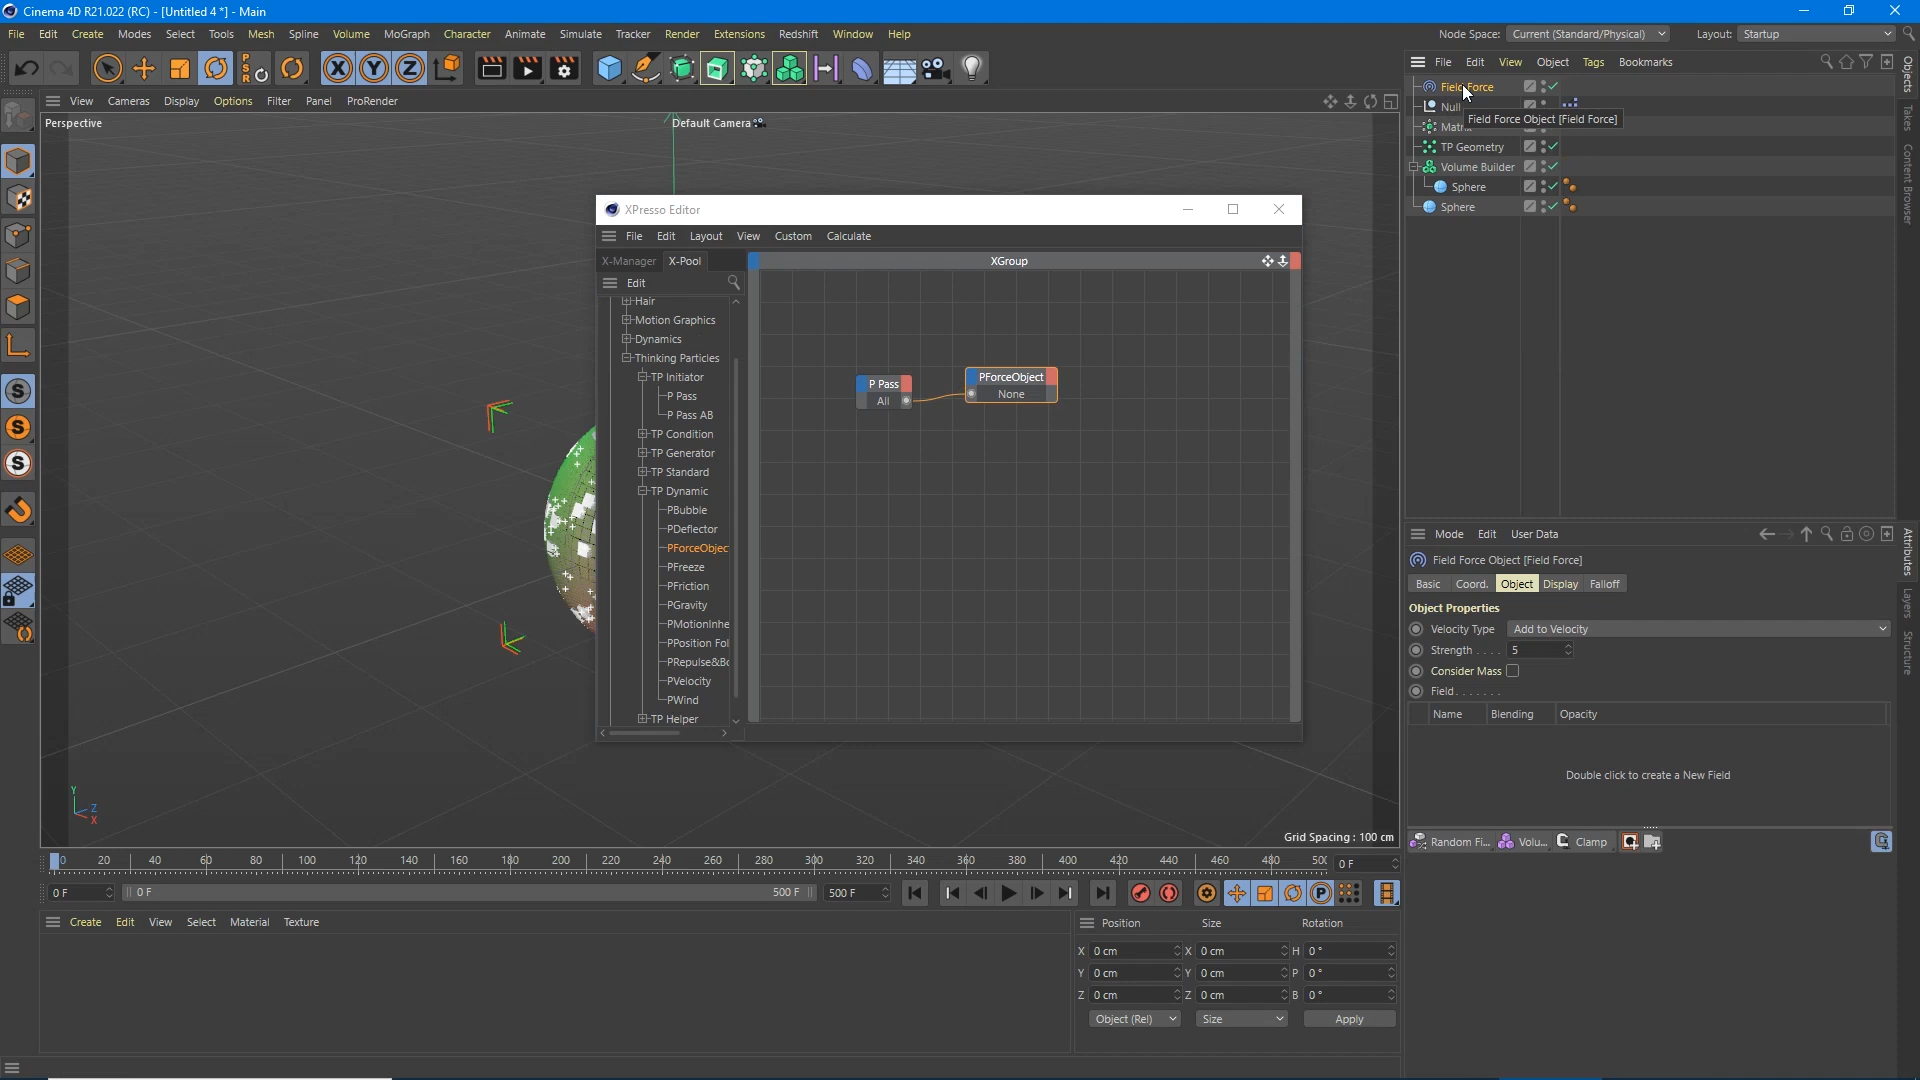 Cinema 4D R21.022 (RC) - [Untitled 4 *] - Main
File Edit Create Modes Select Tools Mesh Spline Volume MoGraph Character Animate Simulate Tracker Render Extensions Redshift Window Help
Node Space: Current (Standard/Physical) Layout: Startup
P S R X Y Z
File Edit View Object Tags Bookmarks
View Cameras Display Options Filter Panel ProRender
Perspective
Default Camera
Field Force
Null
Field Force Object [Field Force]
TP Geometry
Volume Builder
Sphere
Sphere
Objects
Takes
Content Browser
XPresso Editor
File Edit Layout View Custom Calculate
X-Manager X-Pool
XGroup
Edit
Hair
Motion Graphics
Dynamics
Thinking Particles
TP Initiator
P Pass
P Pass AB
TP Condition
TP Generator
TP Standard
TP Dynamic
PBubble
PDeflector
PForceObjec
PFreeze
PFriction
PGravity
PMotionInhe
PPosition Fol
PRepulse&Bo
PVelocity
PWind
TP Helper
P Pass
All
PForceObject
None
S
S
S
Mode Edit User Data
Field Force Object [Field Force]
Basic Coord. Object Display Falloff
Object Properties
Velocity Type Add to Velocity
Strength . . . . 5
Consider Mass
Field. . . . . . .
Name Blending Opacity
Double click to create a New Field
Random Fi... Volu... Clamp
Attributes
Layers
Structure
Y
Z
X
Grid Spacing : 100 cm
0 20 40 60 80 100 120 140 160 180 200 220 240 260 280 300 320 340 360 380 400 420 440 460 480 50( 0 F
0 F 0 F 500 F 500 F P
Create Edit View Select Material Texture
Position Size Rotation
X 0 cm X 0 cm H 0 °
Y 0 cm Y 0 cm P 0 °
Z 0 cm Z 0 cm B 0 °
Object (Rel) Size Apply